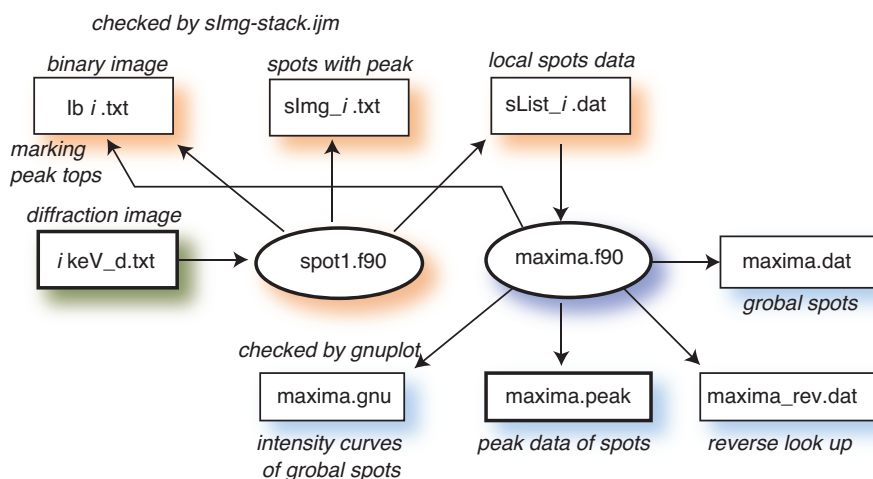 checked by sImg-stack.ijm
binary image
spots with peak
local spots data
Ib i .txt
sImg_i .txt
sList_i .dat
marking
peak tops
diffraction image
i keV_d.txt
spot1.f90
maxima.f90
maxima.dat
grobal spots
checked by gnuplot
maxima.gnu
maxima.peak
maxima_rev.dat
intensity curves
of grobal spots
peak data of spots
reverse look up